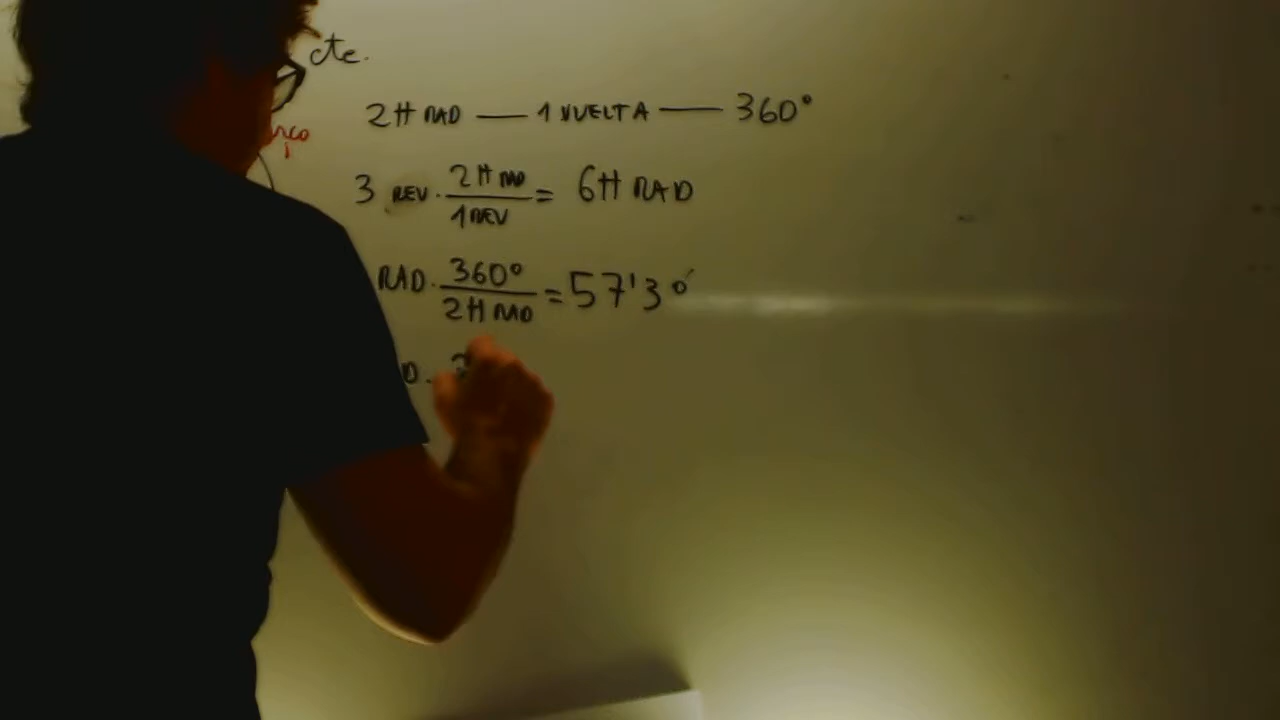 cte.
2π RAD — 1 VUELTA — 360°
3 REV. 2π RAD / 1 REV = 6π RAD
RAD. 360° / 2π RAD = 57'3°